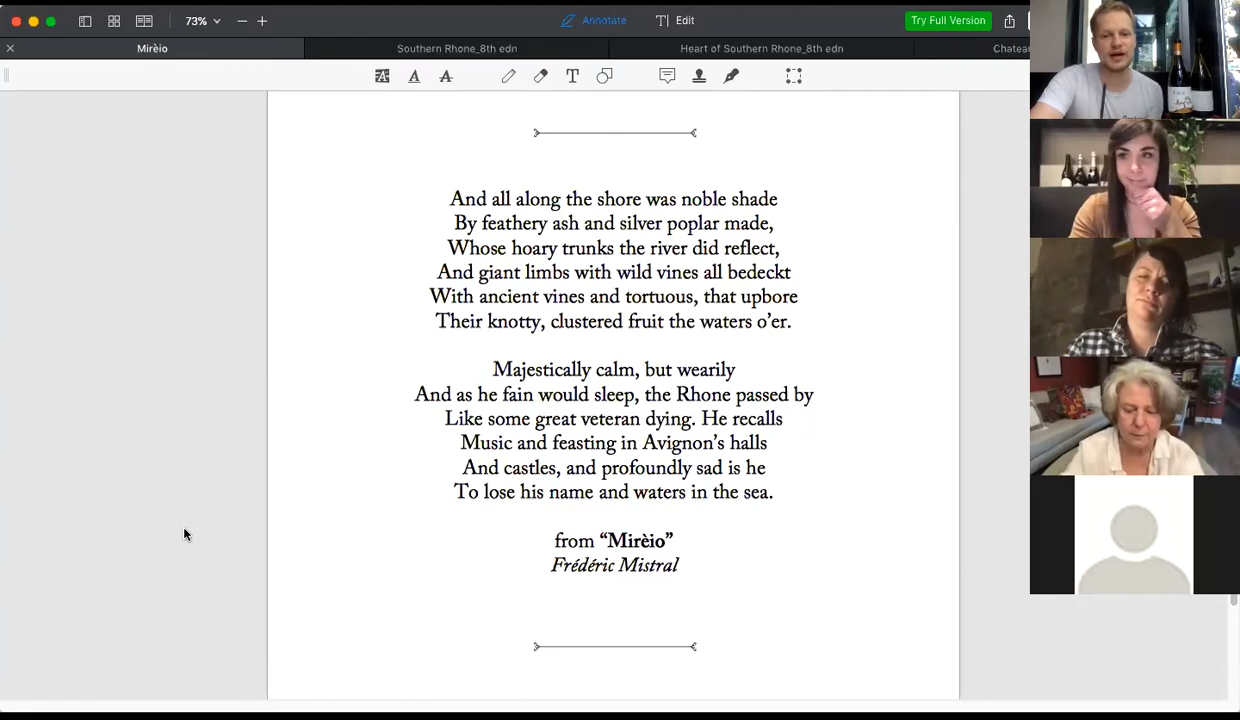 73%
Annotate
Edit
Try Full Version
Mirèio
Southern Rhone_8th edn
Heart of Southern Rhone_8th edn
Chatea
And all along the shore was noble shade
By feathery ash and silver poplar made,
Whose hoary trunks the river did reflect,
And giant limbs with wild vines all bedeckt
With ancient vines and tortuous, that upbore
Their knotty, clustered fruit the waters o’er.
Majestically calm, but wearily
And as he fain would sleep, the Rhone passed by
Like some great veteran dying. He recalls
Music and feasting in Avignon’s halls
And castles, and profoundly sad is he
To lose his name and waters in the sea.
from “Mirèio”
Frédéric Mistral